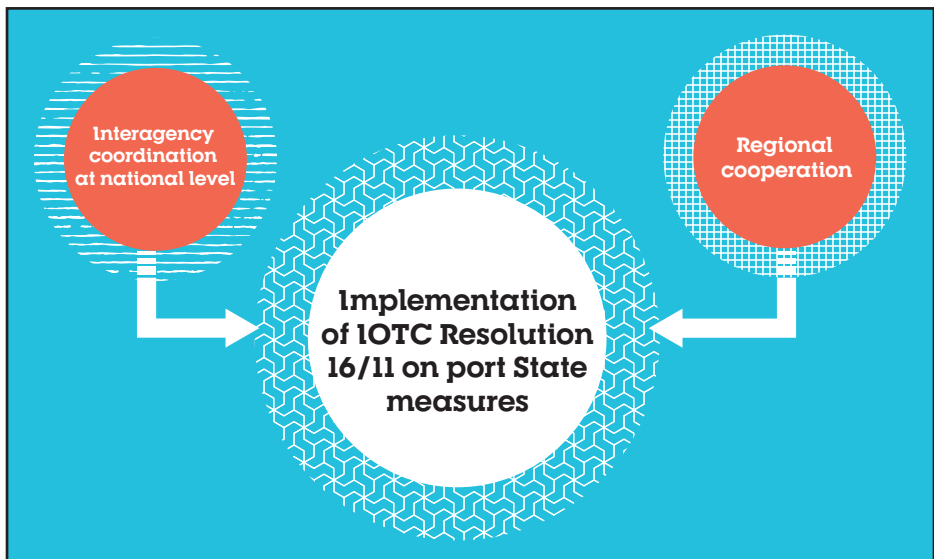 Interagency
coordination
at national level
Regional
cooperation
Implementation
of IOTC Resolution
16/11 on port State
measures